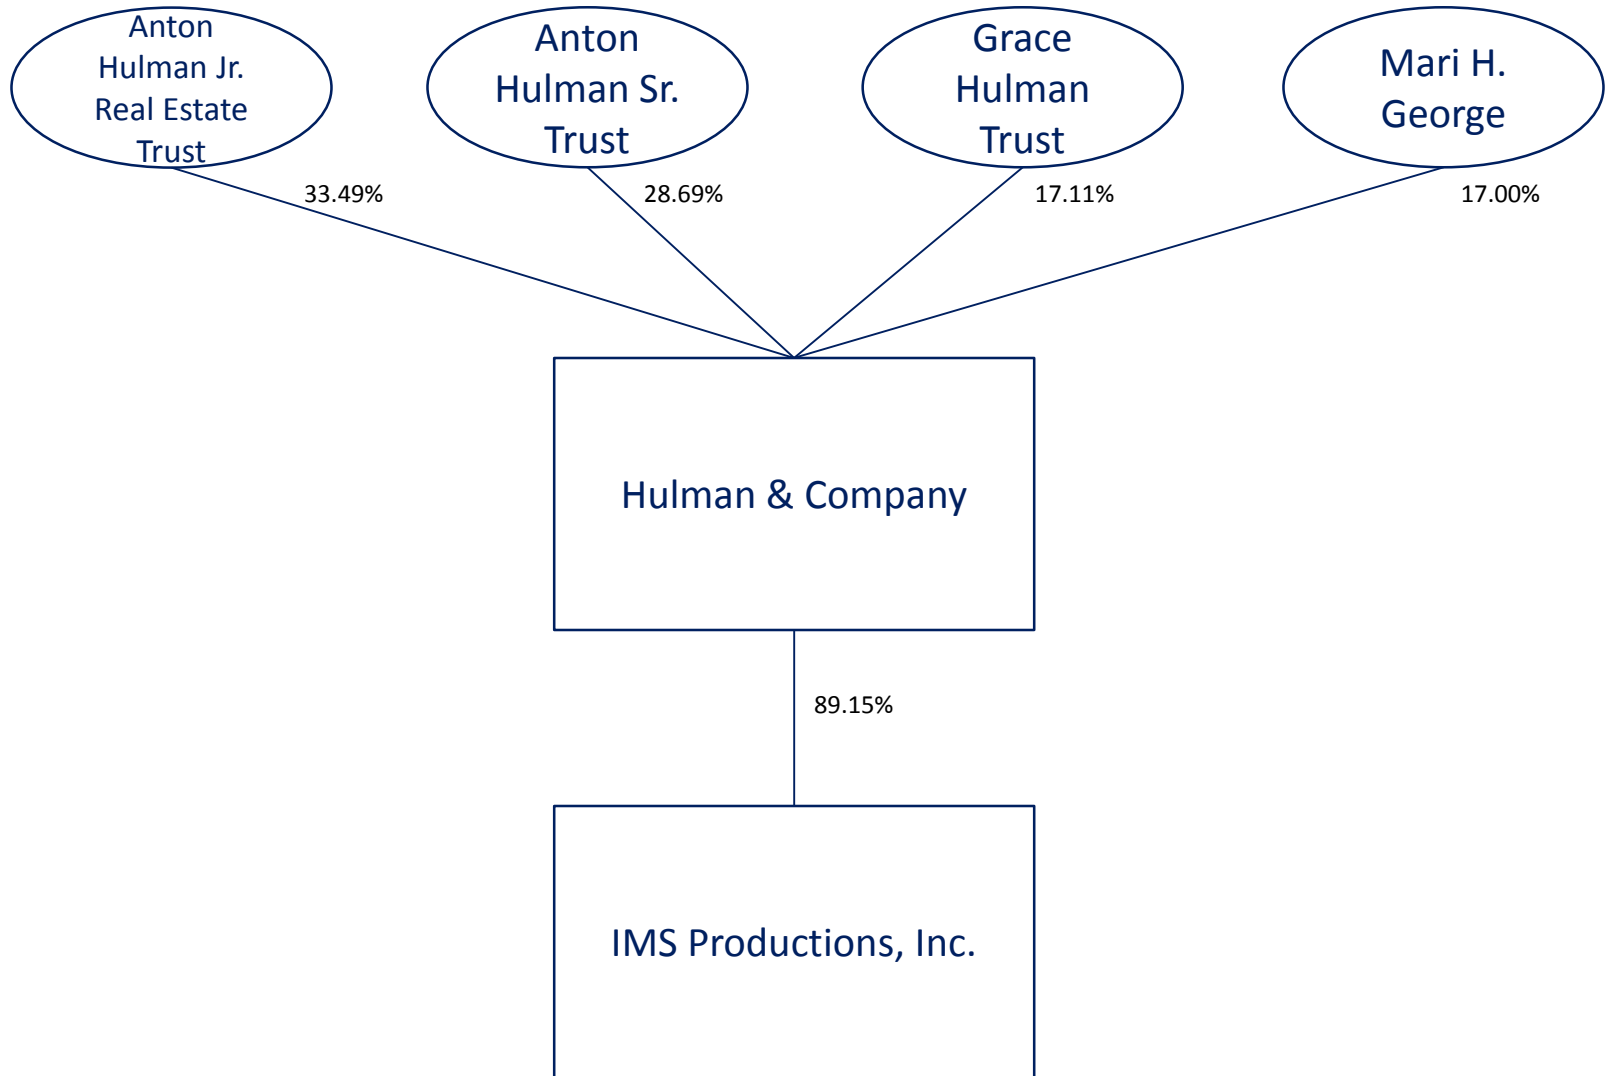 Anton
Hulman Jr.
Real Estate
Trust
Anton
Hulman Sr.
Trust
Grace
Hulman
Trust
Mari H.
George
33.49%
28.69%
17.11%
17.00%
Hulman & Company
89.15%
IMS Productions, Inc.